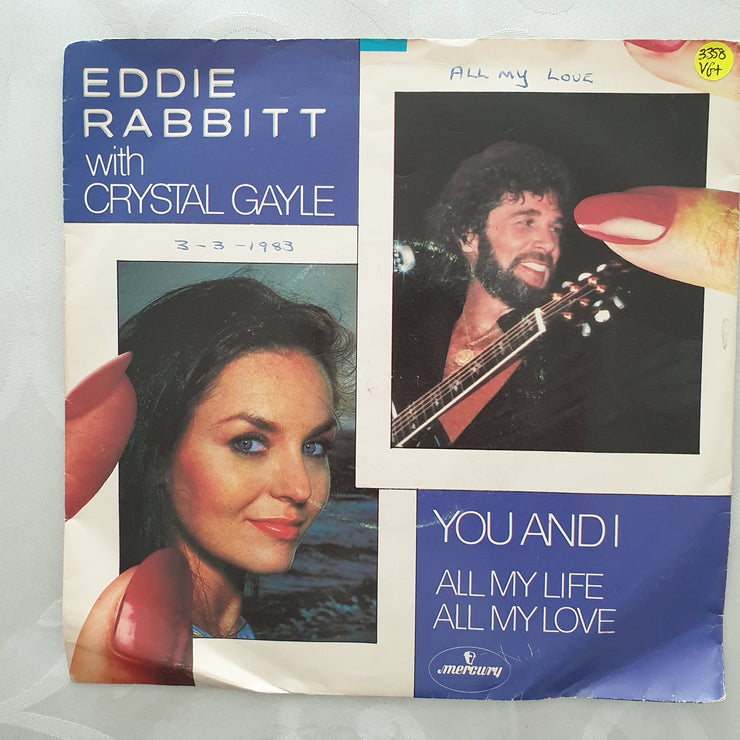 EDDIE
RABBITT
with
CRYSTAL GAYLE
ALL MY LOVE
3358
VG+
3-3-1983
YOU AND I
ALL MY LIFE
ALL MY LOVE
mercury